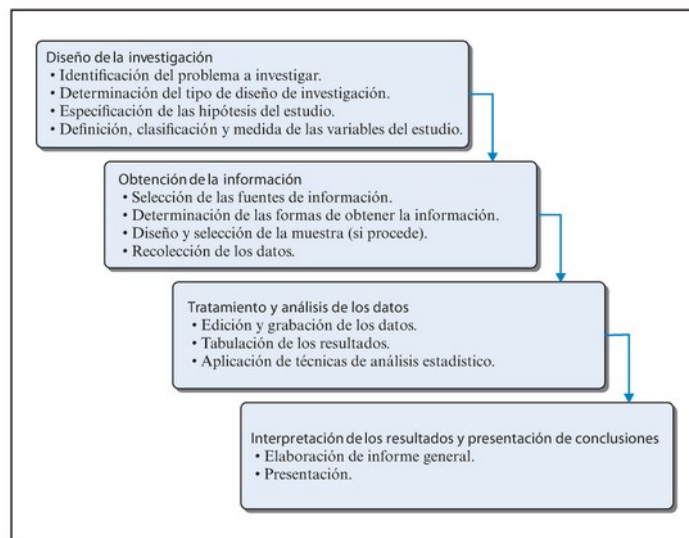 Diseño de la investigación
• Identificación del problema a investigar.
• Determinación del tipo de diseño de investigación.
• Especificación de las hipótesis del estudio.
• Definición, clasificación y medida de las variables del estudio.
Obtención de la información
• Selección de las fuentes de información.
• Determinación de las formas de obtener la información.
• Diseño y selección de la muestra (si procede).
• Recolección de los datos.
Tratamiento y análisis de los datos
• Edición y grabación de los datos.
• Tabulación de los resultados.
• Aplicación de técnicas de análisis estadístico.
Interpretación de los resultados y presentación de conclusiones
• Elaboración de informe general.
• Presentación.